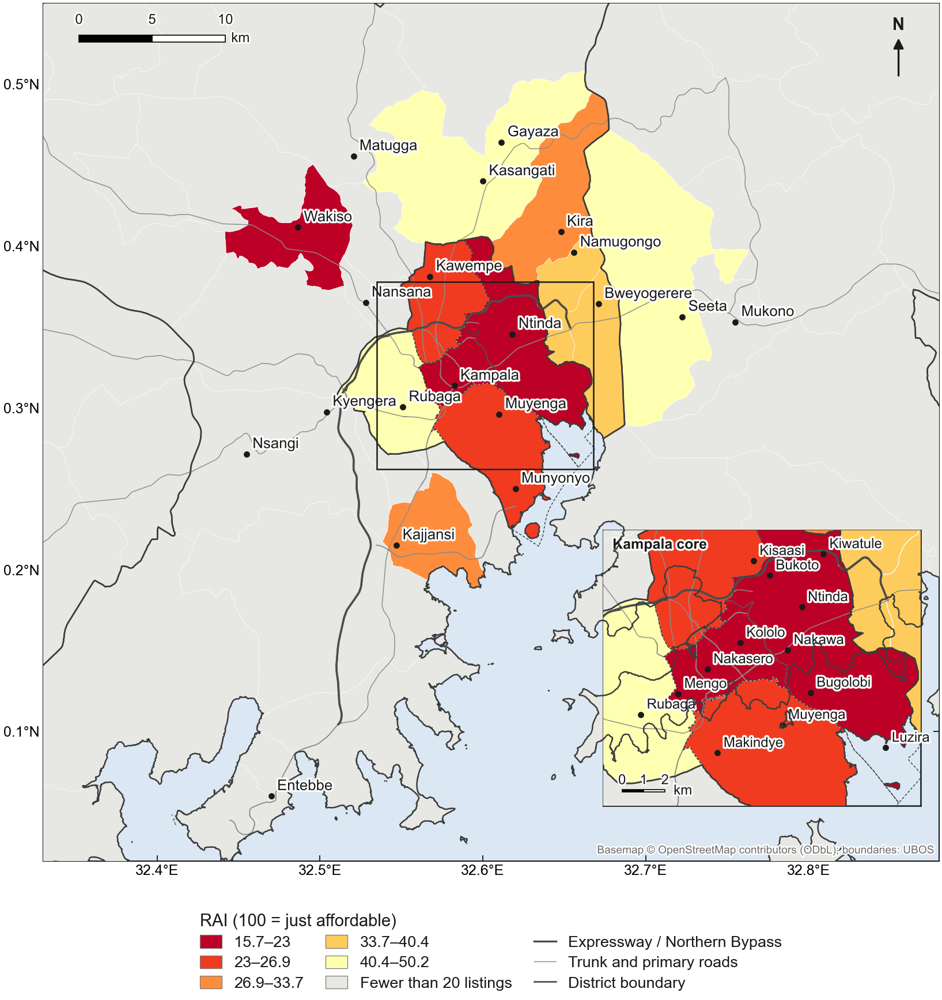 0 5 10
km
N
0.5°N
Gayaza
Matugga
Kasangati
Wakiso
Kira
0.4°N
Namugongo
Kawempe
Nansana
Bweyogerere
Seeta
Mukono
Ntinda
Kampala
Kyengera
Rubaga
0.3°N
Muyenga
Nsangi
Munyonyo
Kajjansi
Kampala core
Kisaasi
Kiwatule
Bukoto
0.2°N
Ntinda
Kololo
Nakawa
Nakasero
Mengo
Bugolobi
Rubaga
Muyenga
0.1°N
Makindye
Luzira
0 1 2
km
Entebbe
Basemap © OpenStreetMap contributors (ODbL); boundaries: UBOS
32.4°E 32.5°E 32.6°E 32.7°E 32.8°E
RAI (100 = just affordable)
15.7–23
23–26.9
26.9–33.7
33.7–40.4
40.4–50.2
Fewer than 20 listings
Expressway / Northern Bypass
Trunk and primary roads
District boundary